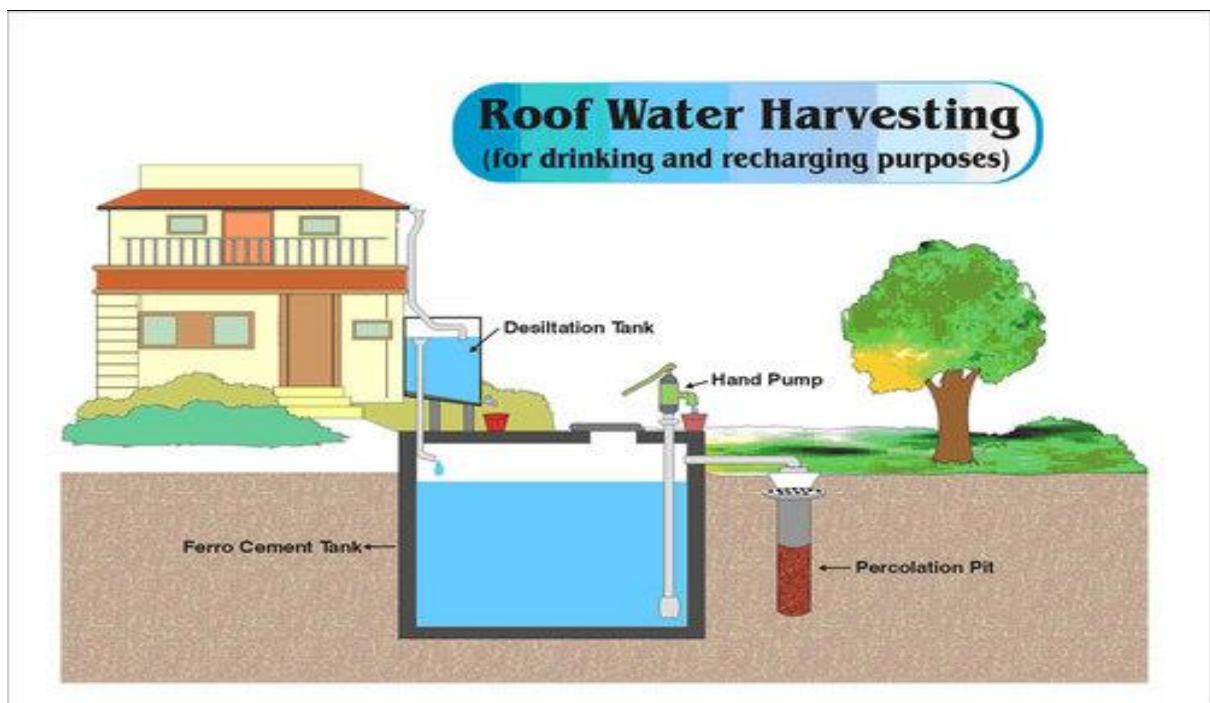 Roof Water Harvesting
(for drinking and recharging purposes)
Desiltation Tank
Hand Pump
Ferro Cement Tank
Percolation Pit